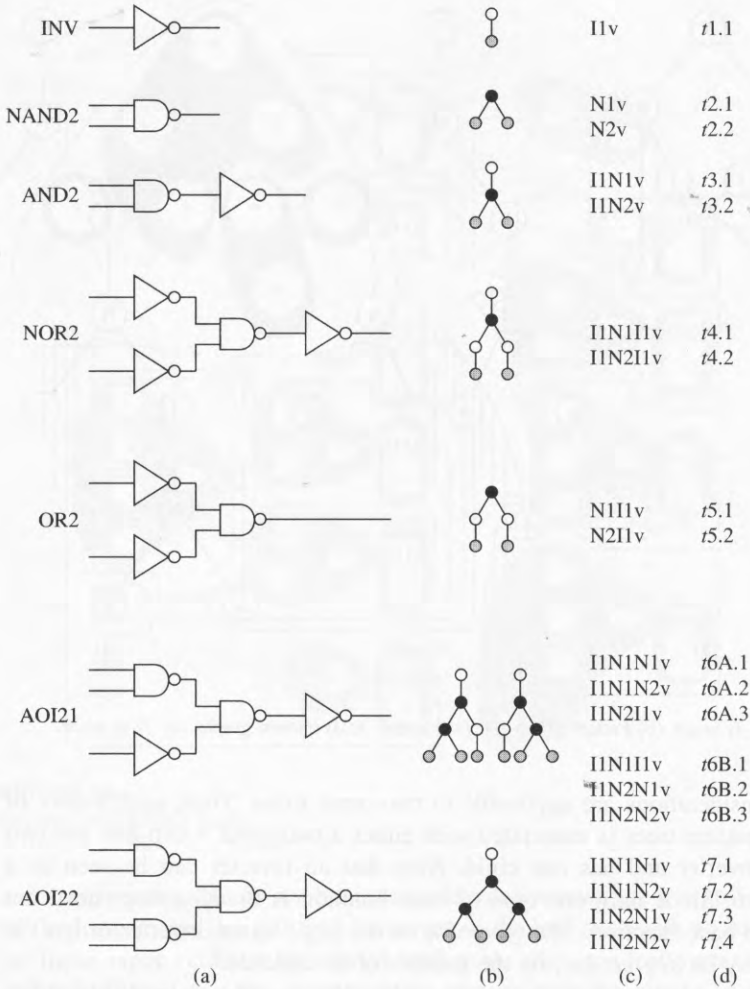 INV I1v t1.1
NAND2 N1v t2.1
N2v t2.2
AND2 I1N1v t3.1
I1N2v t3.2
NOR2 I1N1I1v t4.1
I1N2I1v t4.2
OR2 N1I1v t5.1
N2I1v t5.2
I1N1N1v t6A.1
I1N1N2v t6A.2
AOI21 I1N2I1v t6A.3
I1N1I1v t6B.1
I1N2N1v t6B.2
I1N2N2v t6B.3
I1N1N1v t7.1
I1N1N2v t7.2
AOI22 I1N2N1v t7.3
I1N2N2v t7.4
(a) (b) (c) (d)